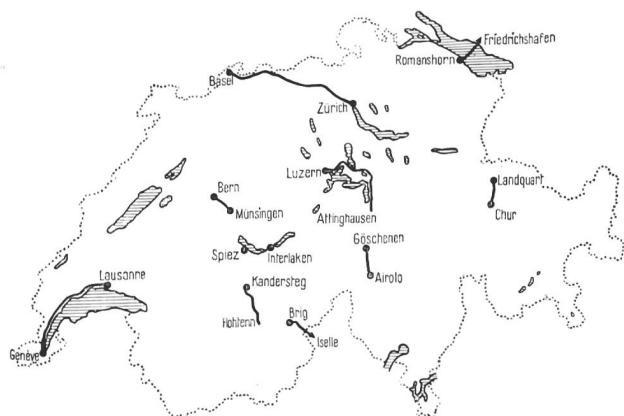 Friedrichshafen
Romanshorn
Basel
Zürich
Luzern
Landquart
Bern
Münsingen
Attinghausen
Chur
Göschenen
Spiez
Interlaken
Lausanne
Kandersteg
Airolo
Hohtenn
Brig
Iselle
Genève